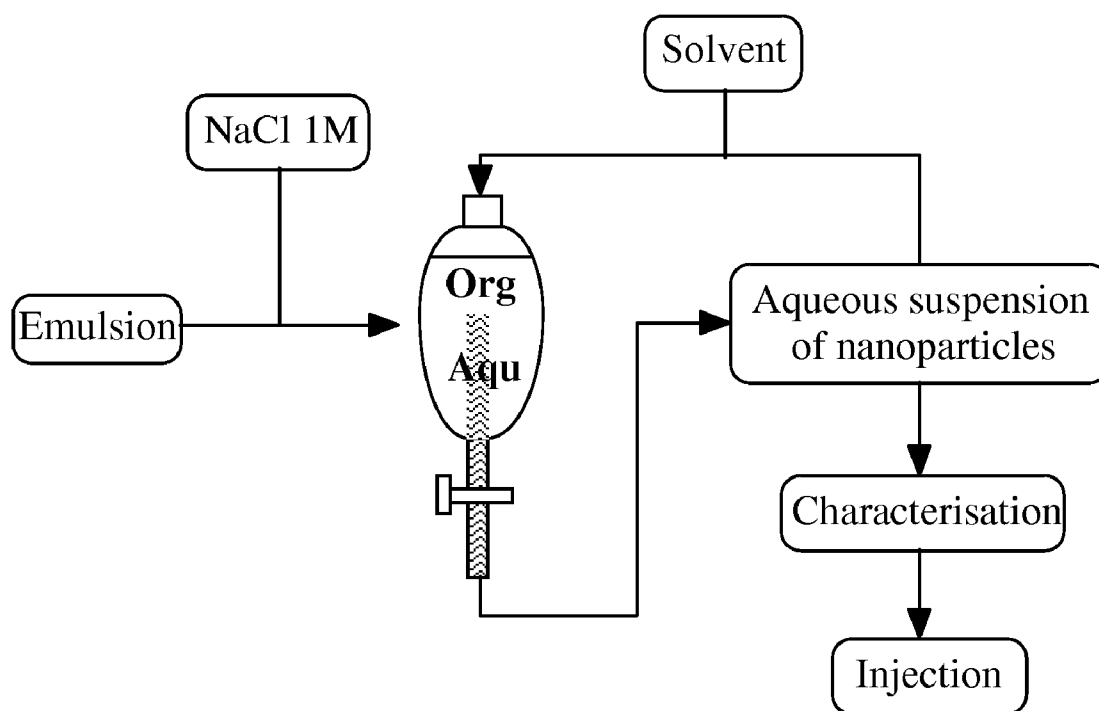 Solvent
NaCl 1M
Org
Aqu
Emulsion
Aqueous suspension
of nanoparticles
Characterisation
Injection